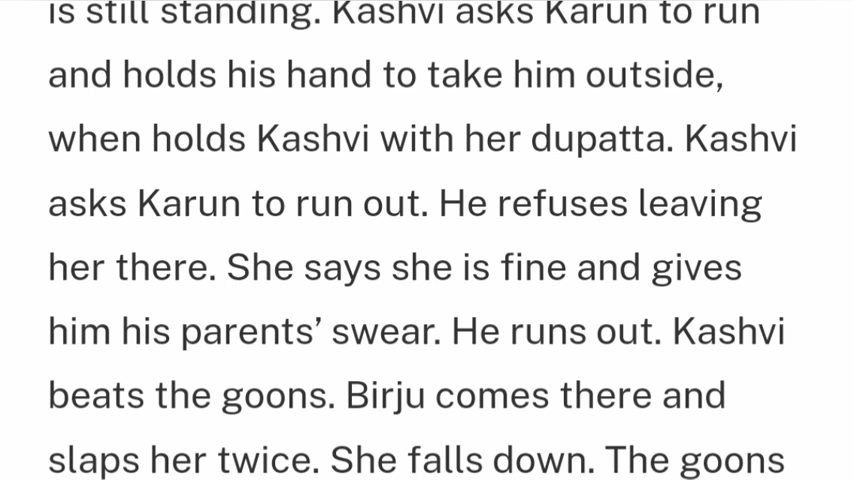 is still standing. Kashvi asks Karun to run
and holds his hand to take him outside,
when holds Kashvi with her dupatta. Kashvi
asks Karun to run out. He refuses leaving
her there. She says she is fine and gives
him his parents’ swear. He runs out. Kashvi
beats the goons. Birju comes there and
slaps her twice. She falls down. The goons